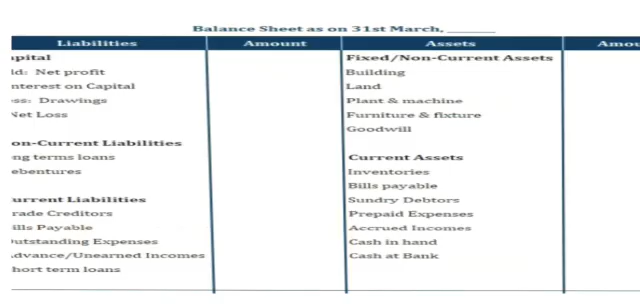 Balance Sheet as on 31st March, ______
Liabilities Amount Assets Amou
apital
ld: Net profit
nterest on Capital
ss: Drawings
Net Loss
on-Current Liabilities
ng terms loans
ebentures
urrent Liabilities
rade Creditors
ills Payable
utstanding Expenses
dvance/Unearned Incomes
hort term loans
Fixed/Non-Current Assets
Building
Land
Plant & machine
Furniture & fixture
Goodwill
Current Assets
Inventories
Bills payable
Sundry Debtors
Prepaid Expenses
Accrued Incomes
Cash in hand
Cash at Bank